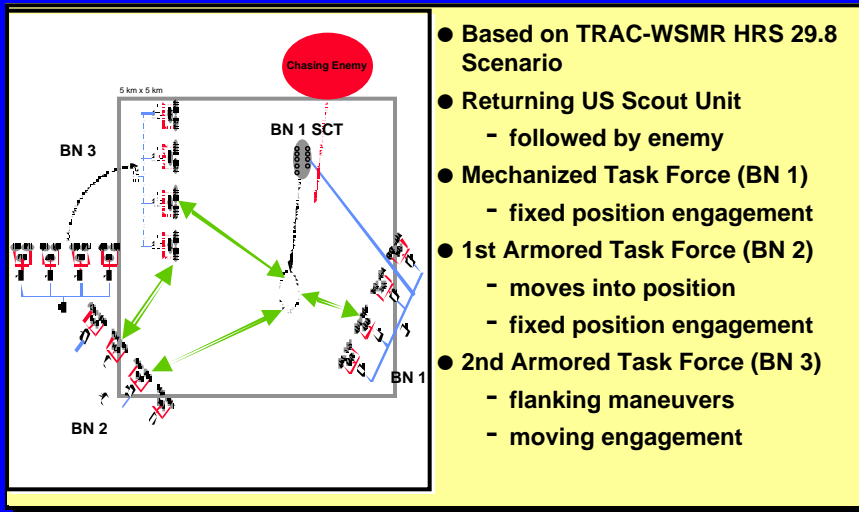 Chasing Enemy
5 km x 5 km
BN 1 SCT
BN 3
BN 1
BN 2
● Based on TRAC-WSMR HRS 29.8
Scenario
● Returning US Scout Unit
- followed by enemy
● Mechanized Task Force (BN 1)
- fixed position engagement
● 1st Armored Task Force (BN 2)
- moves into position
- fixed position engagement
● 2nd Armored Task Force (BN 3)
- flanking maneuvers
- moving engagement